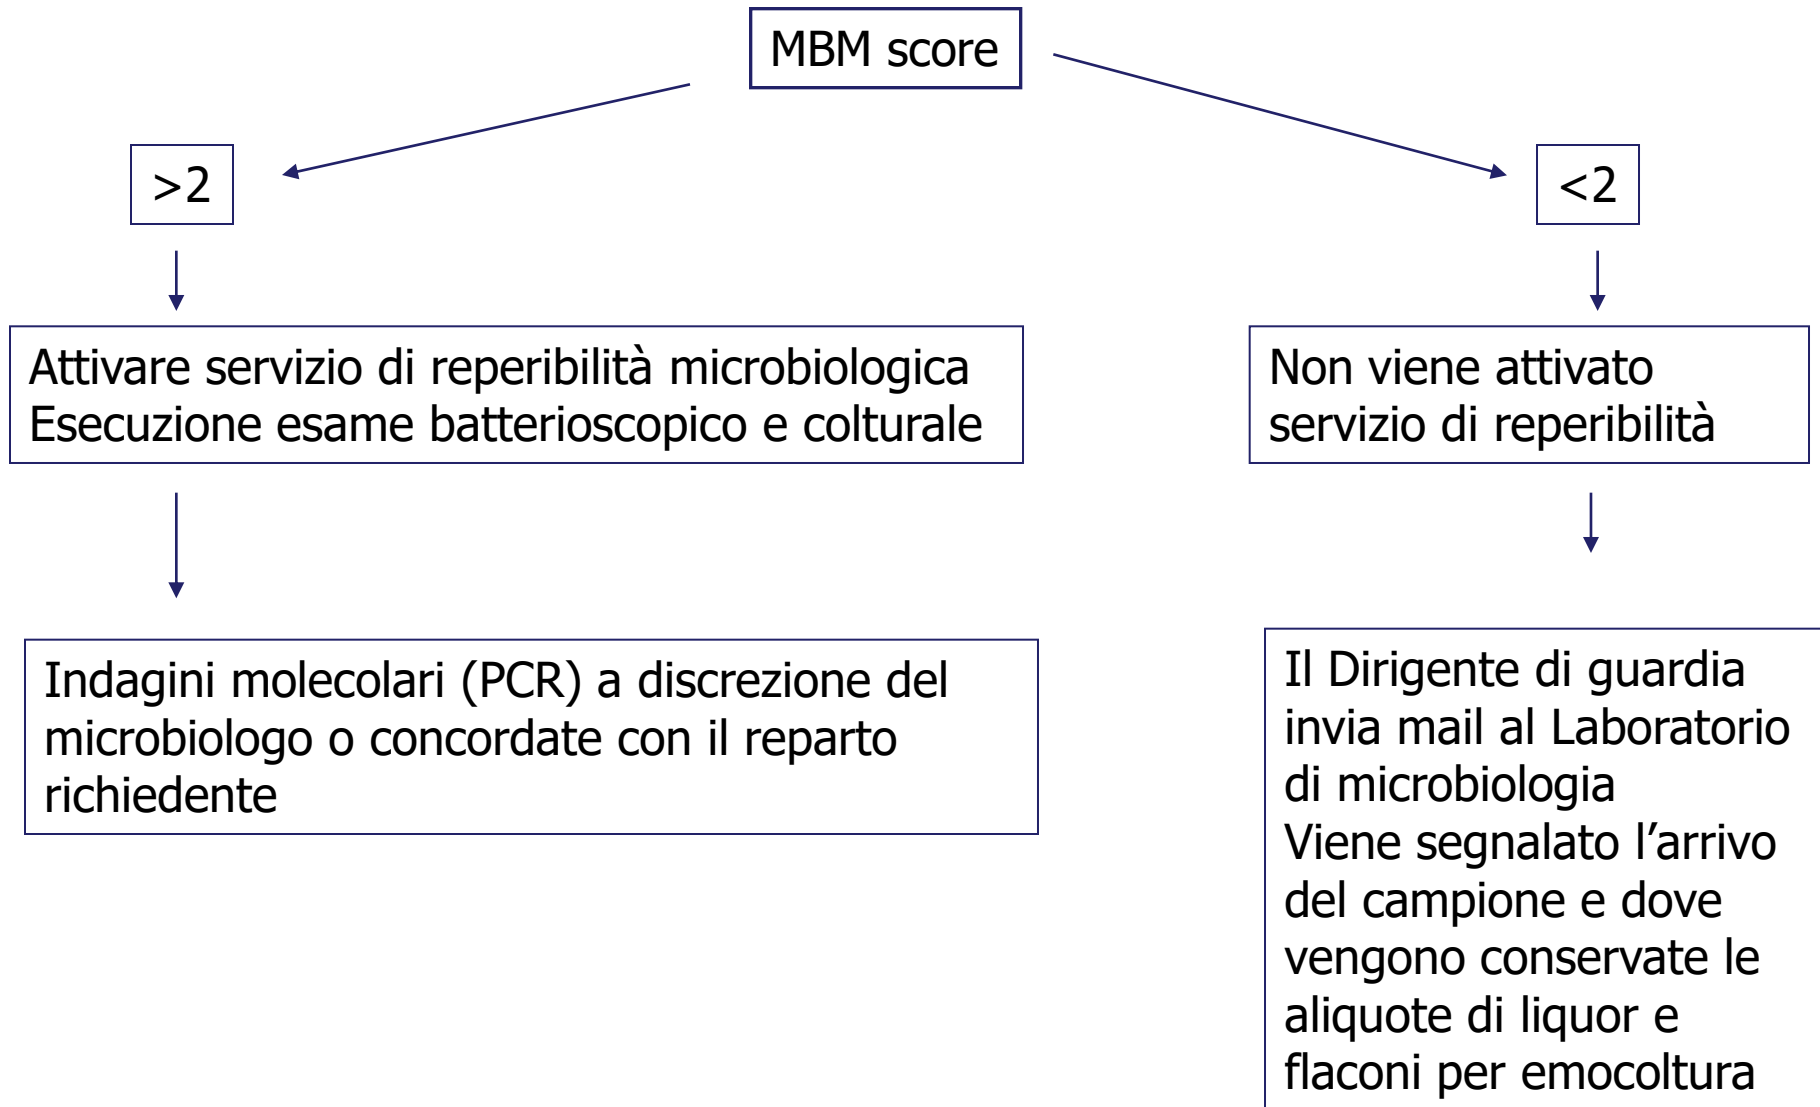 MBM score
>2
<2
Attivare servizio di reperibilità microbiologica
Esecuzione esame batterioscopico e colturale
Non viene attivato
servizio di reperibilità
Indagini molecolari (PCR) a discrezione del
microbiologo o concordate con il reparto
richiedente
Il Dirigente di guardia
invia mail al Laboratorio
di microbiologia
Viene segnalato l’arrivo
del campione e dove
vengono conservate le
aliquote di liquor e
flaconi per emocoltura